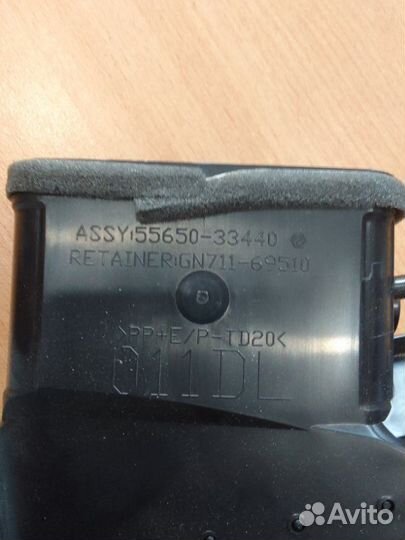 ASSY:55650-33440
RETAINER:GN711-69510
>PP+E/P-TD20<
011DL
Avito